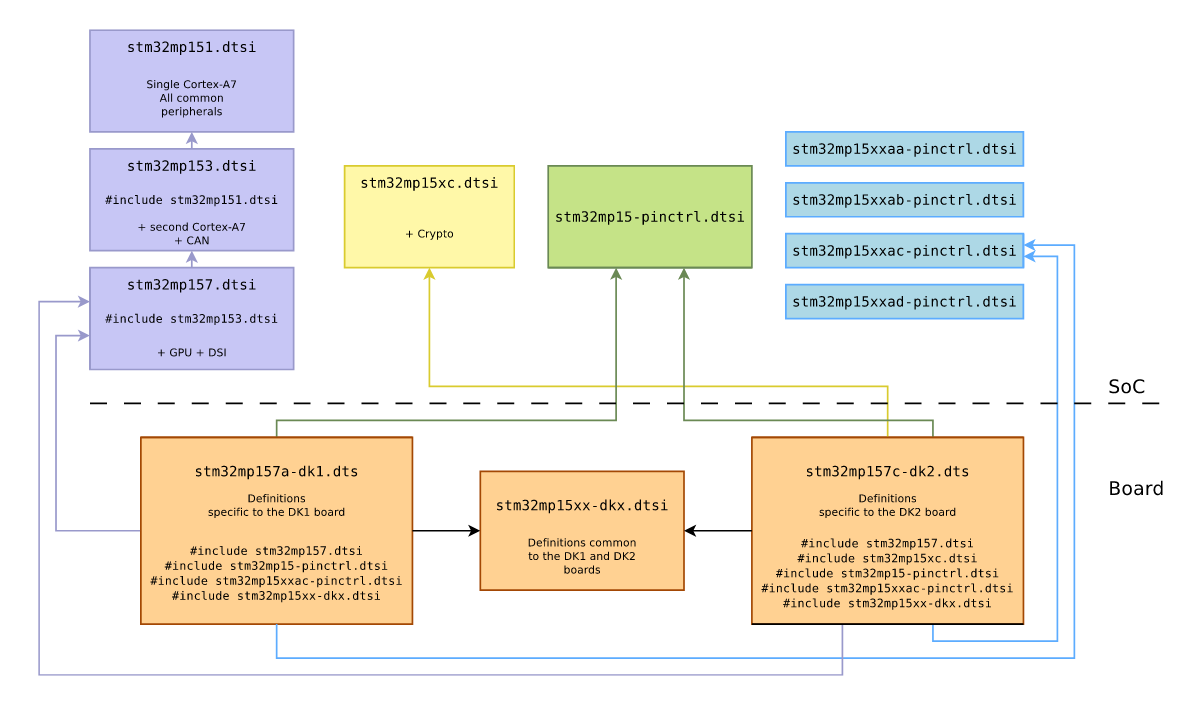 stm32mp151.dtsi
Single Cortex-A7
All common
peripherals
stm32mp153.dtsi
#include stm32mp151.dtsi
+ second Cortex-A7
+ CAN
stm32mp157.dtsi
#include stm32mp153.dtsi
+ GPU + DSI
stm32mp15xc.dtsi
+ Crypto
stm32mp15-pinctrl.dtsi
stm32mp15xxaa-pinctrl.dtsi
stm32mp15xxab-pinctrl.dtsi
stm32mp15xxac-pinctrl.dtsi
stm32mp15xxad-pinctrl.dtsi
SoC
Board
stm32mp157a-dk1.dts
Definitions
specific to the DK1 board
#include stm32mp157.dtsi
#include stm32mp15-pinctrl.dtsi
#include stm32mp15xxac-pinctrl.dtsi
#include stm32mp15xx-dkx.dtsi
stm32mp15xx-dkx.dtsi
Definitions common
to the DK1 and DK2
boards
stm32mp157c-dk2.dts
Definitions
specific to the DK2 board
#include stm32mp157.dtsi
#include stm32mp15xc.dtsi
#include stm32mp15-pinctrl.dtsi
#include stm32mp15xxac-pinctrl.dtsi
#include stm32mp15xx-dkx.dtsi